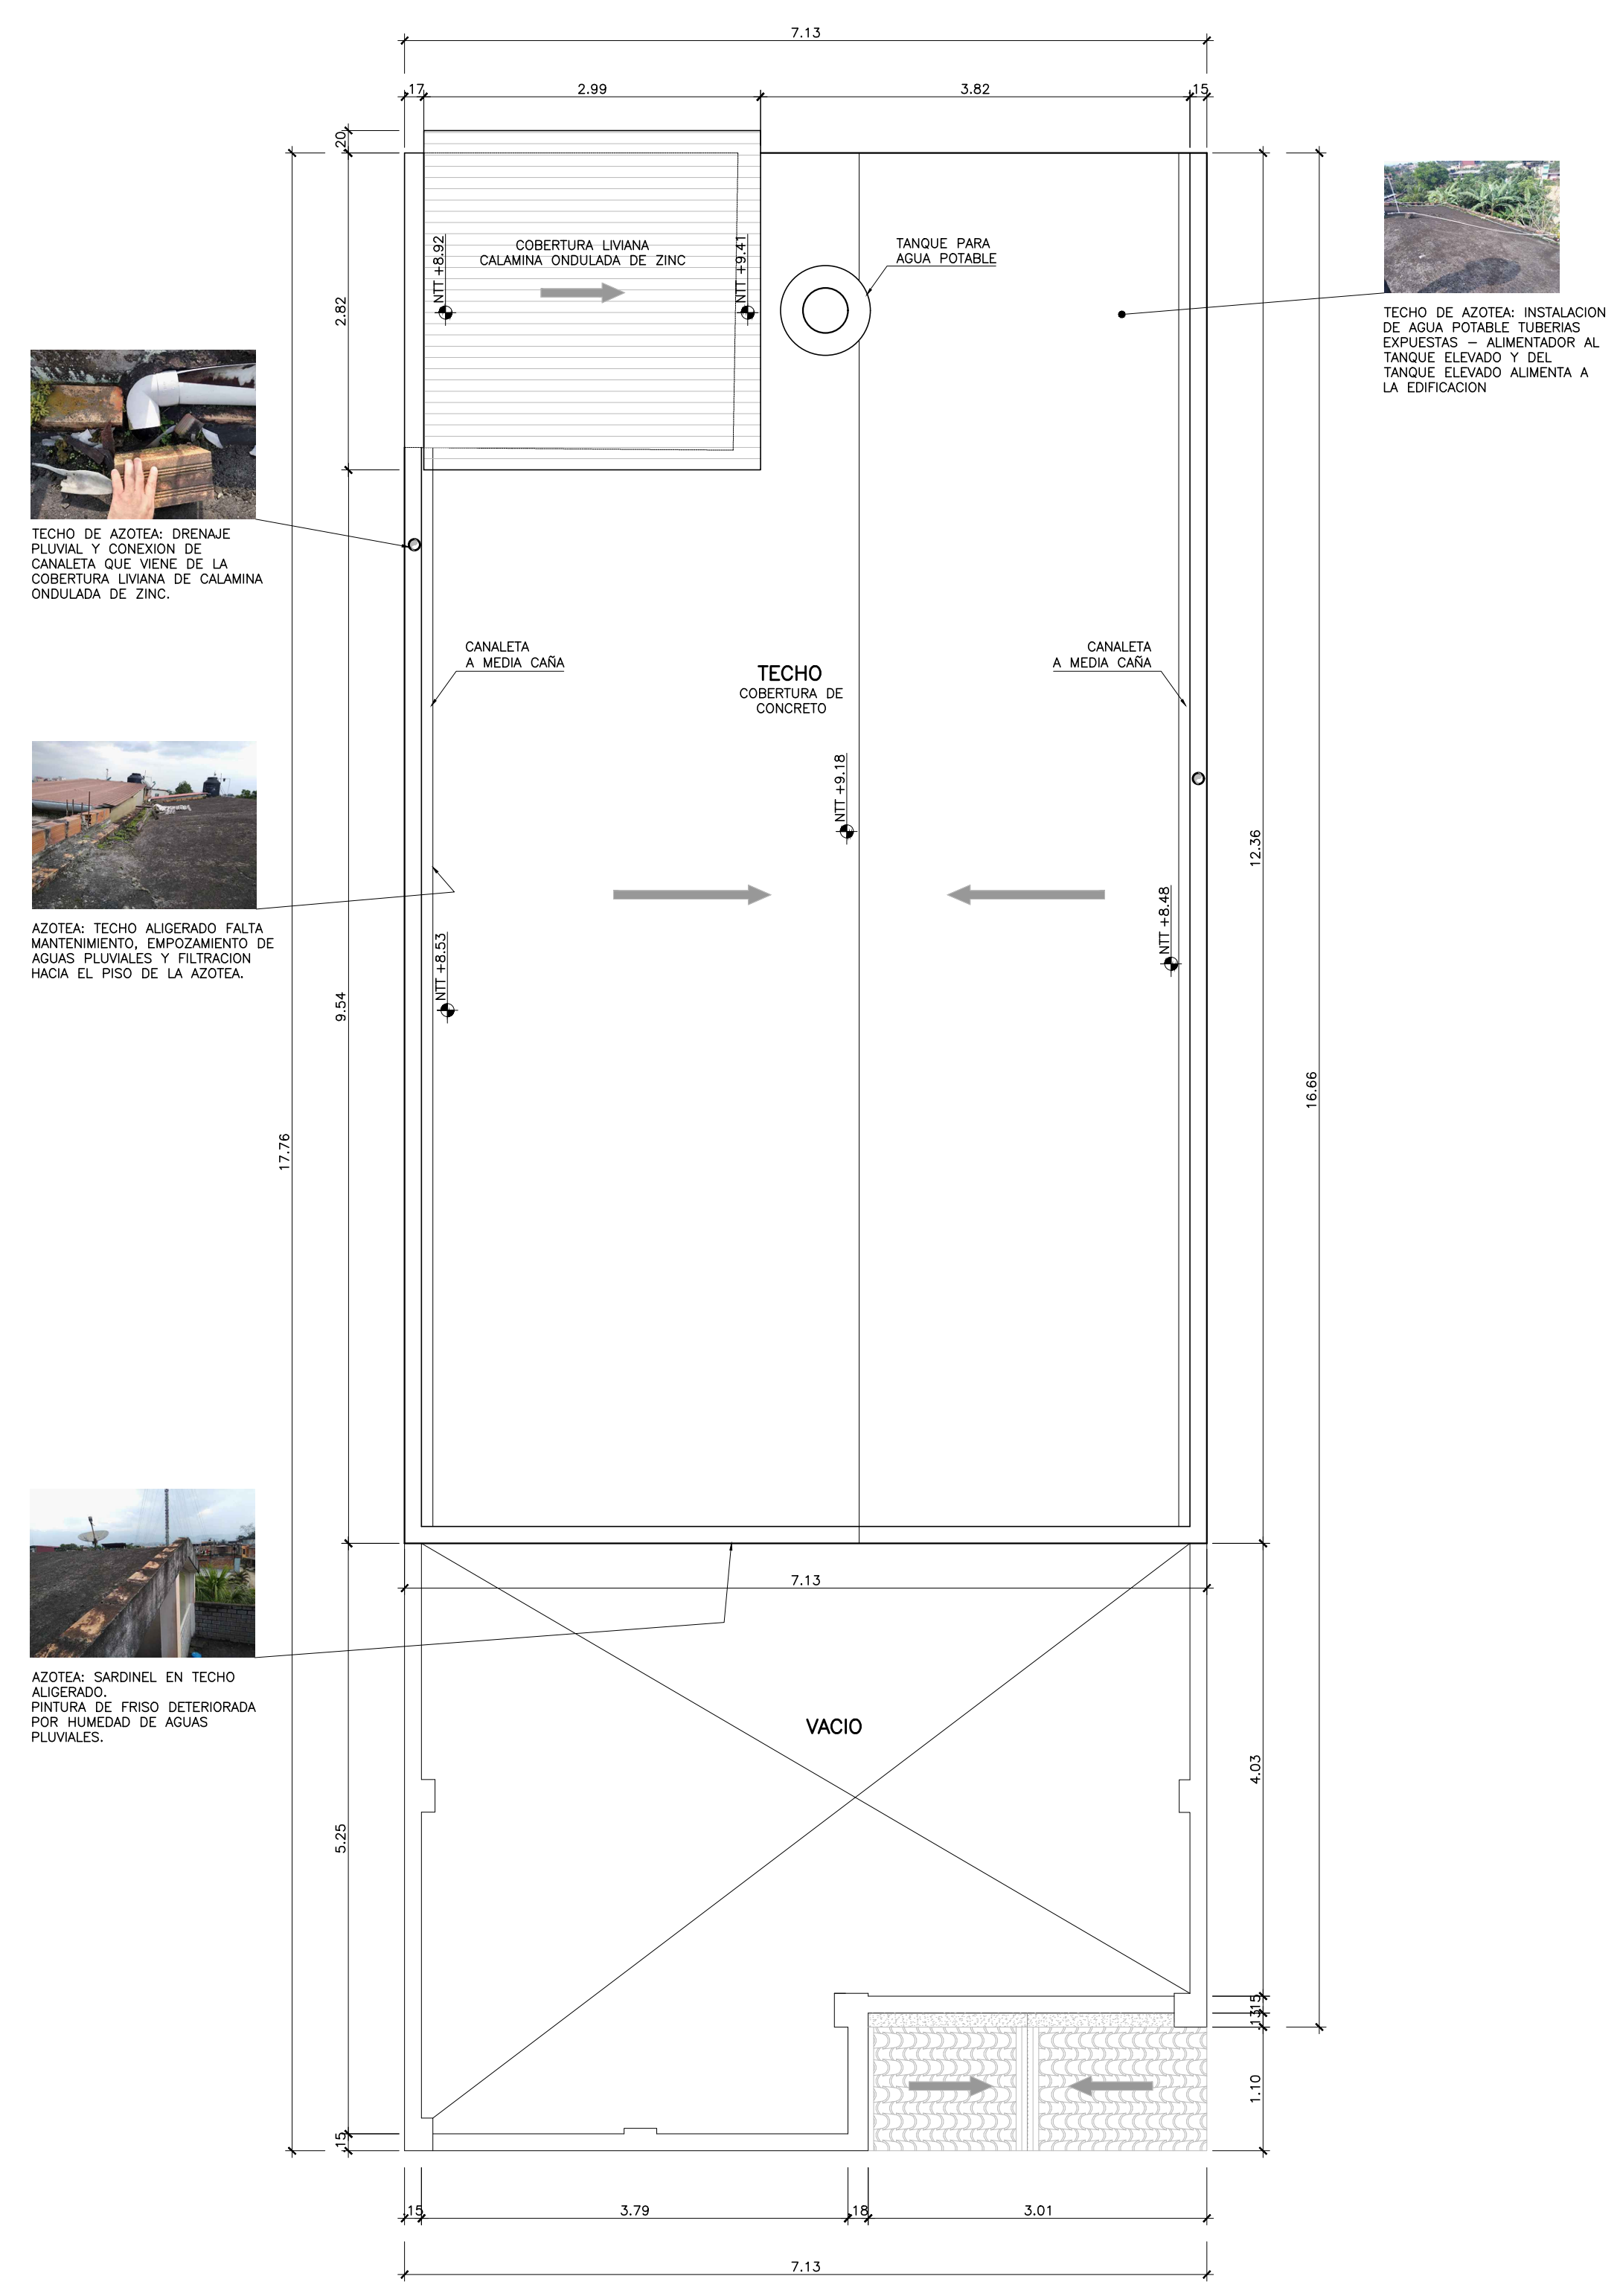 7.13
17
2.99
3.82
15
20
COBERTURA LIVIANA
CALAMINA ONDULADA DE ZINC
NTT +8.92
NTT +9.41
TANQUE PARA
AGUA POTABLE
2.82
TECHO DE AZOTEA: INSTALACION
DE AGUA POTABLE TUBERIAS
EXPUESTAS – ALIMENTADOR AL
TANQUE ELEVADO Y DEL
TANQUE ELEVADO ALIMENTA A
LA EDIFICACION
TECHO DE AZOTEA: DRENAJE
PLUVIAL Y CONEXION DE
CANALETA QUE VIENE DE LA
COBERTURA LIVIANA DE CALAMINA
ONDULADA DE ZINC.
CANALETA
A MEDIA CAÑA
CANALETA
A MEDIA CAÑA
TECHO
COBERTURA DE
CONCRETO
NTT +9.18
12.36
NTT +8.48
NTT +8.53
AZOTEA: TECHO ALIGERADO FALTA
MANTENIMIENTO, EMPOZAMIENTO DE
AGUAS PLUVIALES Y FILTRACION
HACIA EL PISO DE LA AZOTEA.
9.54
16.66
17.76
7.13
AZOTEA: SARDINEL EN TECHO
ALIGERADO.
PINTURA DE FRISO DETERIORADA
POR HUMEDAD DE AGUAS
PLUVIALES.
VACIO
4.03
5.25
15
13
1.10
15
15
3.79
18
3.01
7.13